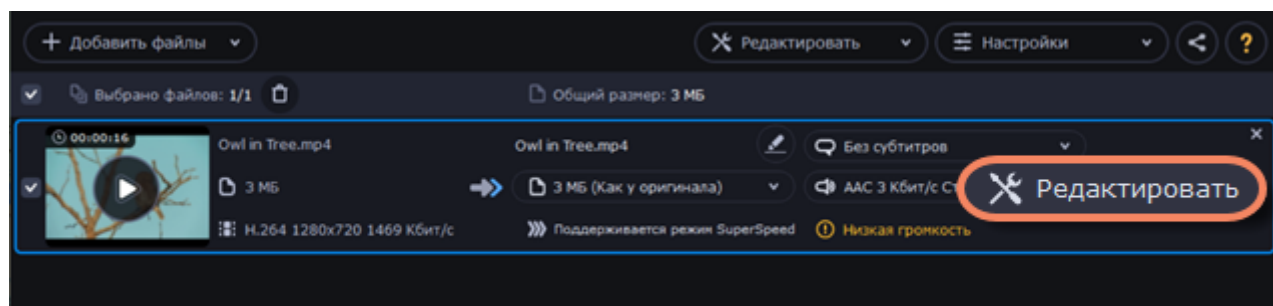 + Добавить файлы
Редактировать
Настройки
?
Выбрано файлов: 1/1
Общий размер: 3 МБ
00:00:16
Owl in Tree.mp4
Owl in Tree.mp4
Без субтитров
3 МБ
3 МБ (Как у оригинала)
AAC 3 Кбит/с Ст
Редактировать
H.264 1280x720 1469 Кбит/с
Поддерживается режим SuperSpeed
Низкая громкость